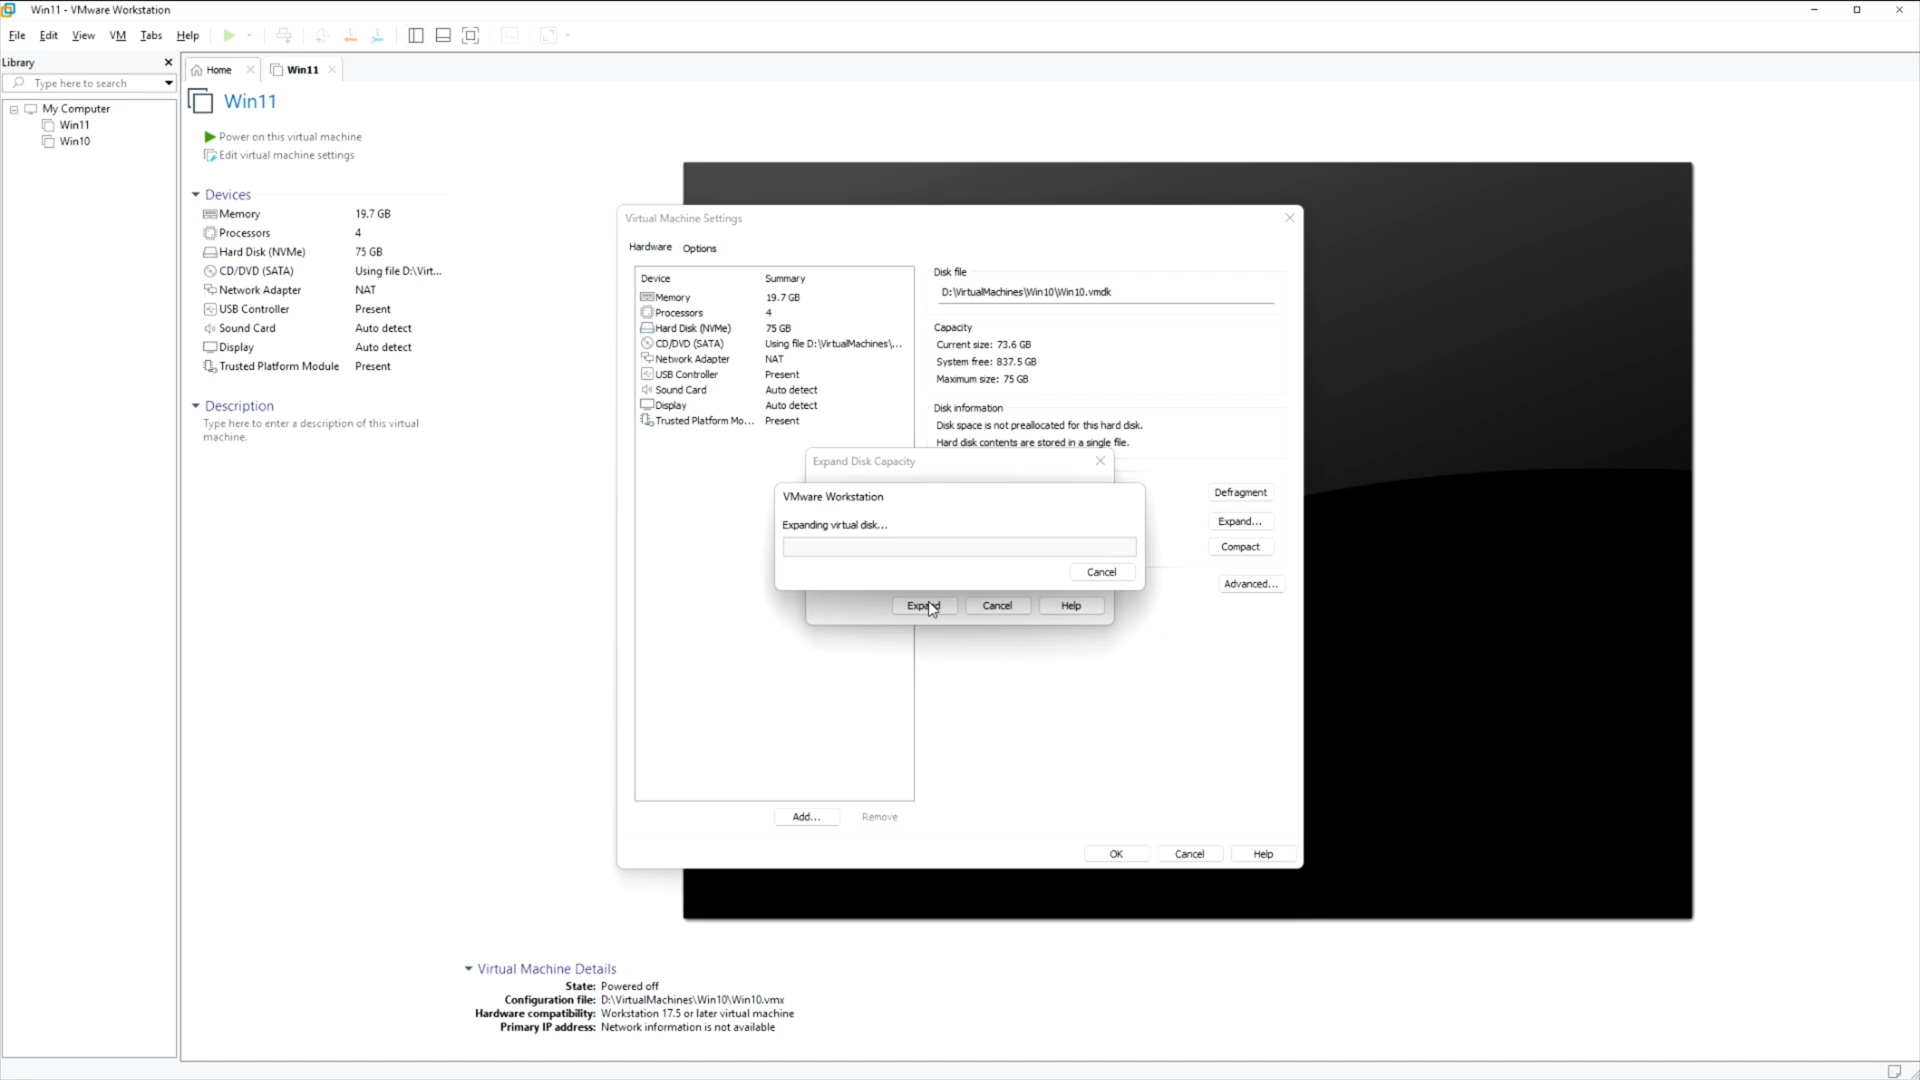 Win11 - VMware Workstation
File Edit View VM Tabs Help
Library
Type here to search
My Computer
Win11
Win10
Home
Win11
Win11
Power on this virtual machine
Edit virtual machine settings
Devices
Memory 19.7 GB
Processors 4
Hard Disk (NVMe) 75 GB
CD/DVD (SATA) Using file D:\Virt...
Network Adapter NAT
USB Controller Present
Sound Card Auto detect
Display Auto detect
Trusted Platform Module Present
Description
Type here to enter a description of this virtual
machine.
Virtual Machine Settings
Hardware Options
Device Summary
Memory 19.7 GB
Processors 4
Hard Disk (NVMe) 75 GB
CD/DVD (SATA) Using file D:\VirtualMachines\...
Network Adapter NAT
USB Controller Present
Sound Card Auto detect
Display Auto detect
Trusted Platform Mo... Present
Add... Remove
Disk file
D:\VirtualMachines\Win10\Win10.vmdk
Capacity
Current size: 73.6 GB
System free: 837.5 GB
Maximum size: 75 GB
Disk information
Disk space is not preallocated for this hard disk.
Hard disk contents are stored in a single file.
Defragment
Expand...
Compact
Advanced...
Expand Disk Capacity
VMware Workstation
Expanding virtual disk...
Cancel
Expand Cancel Help
OK Cancel Help
Virtual Machine Details
State: Powered off
Configuration file: D:\VirtualMachines\Win10\Win10.vmx
Hardware compatibility: Workstation 17.5 or later virtual machine
Primary IP address: Network information is not available